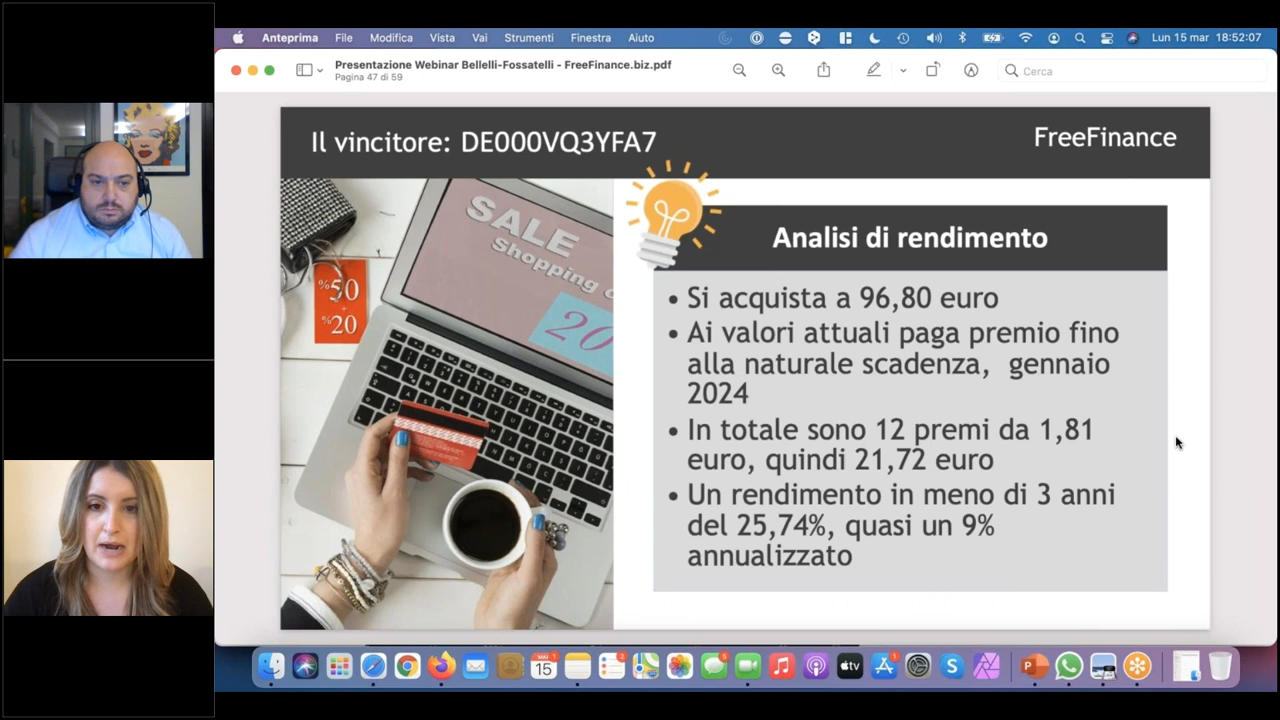 Anteprima File Modifica Vista Vai Strumenti Finestra Aiuto Lun 15 mar 18:52:07
Presentazione Webinar Bellelli-Fossatelli - FreeFinance.biz.pdf
Pagina 47 di 59
Cerca
Il vincitore: DE000VQ3YFA7
FreeFinance
SALE
Shopping
%50
+
%20
20
Analisi di rendimento
• Si acquista a 96,80 euro
• Ai valori attuali paga premio fino
alla naturale scadenza, gennaio
2024
• In totale sono 12 premi da 1,81
euro, quindi 21,72 euro
• Un rendimento in meno di 3 anni
del 25,74%, quasi un 9%
annualizzato
15
tv